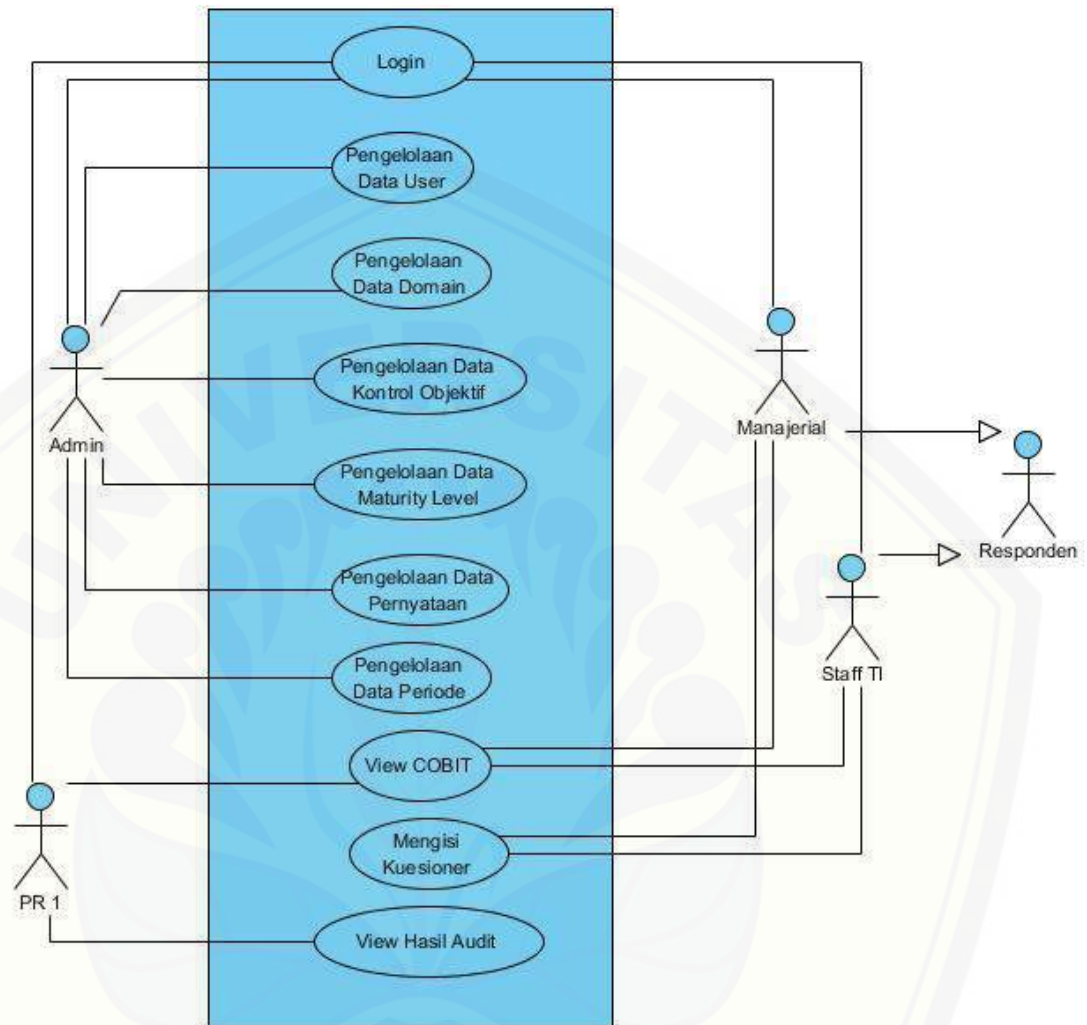 Login
Pengelolaan
Data User
Pengelolaan
Data Domain
Pengelolaan Data
Kontrol Objektif
Pengelolaan Data
Maturity Level
Pengelolaan Data
Pernyataan
Pengelolaan
Data Periode
View COBIT
Mengisi
Kuesioner
View Hasil Audit
Admin
PR 1
Manajerial
Staff TI
Responden
UNIVERSITAS